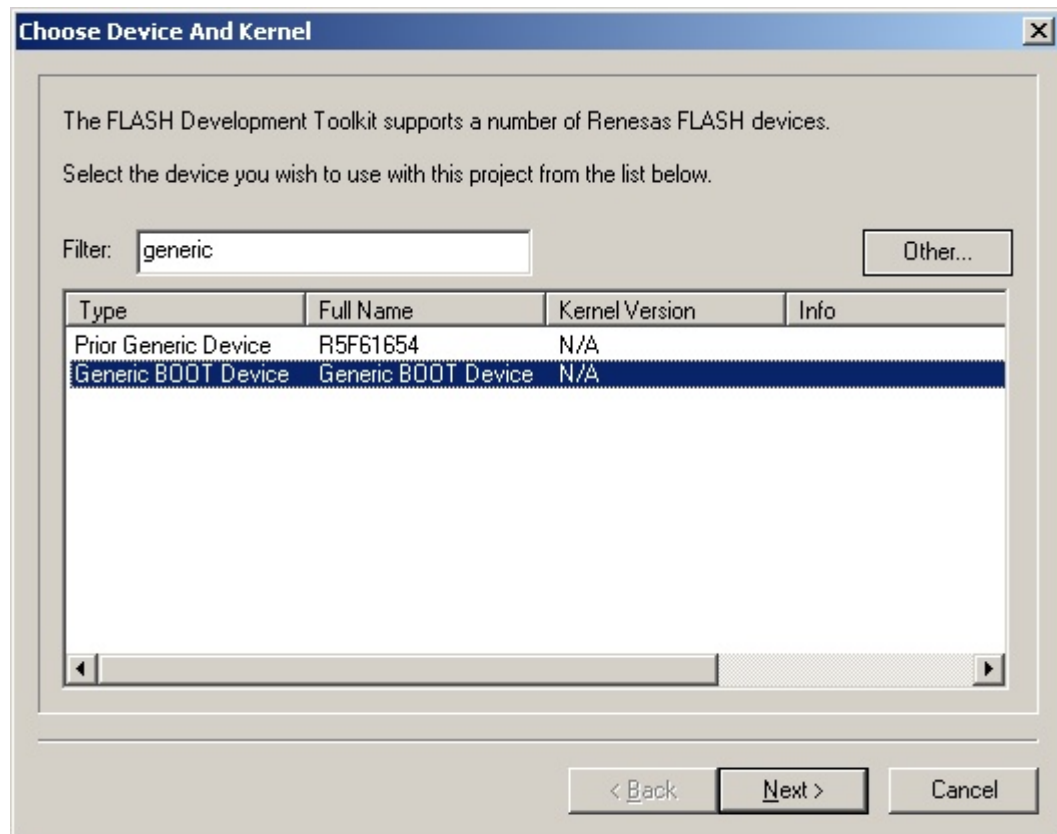 Choose Device And Kernel
The FLASH Development Toolkit supports a number of Renesas FLASH devices.
Select the device you wish to use with this project from the list below.
Filter: generic Other...
Type Full Name Kernel Version Info
Prior Generic Device R5F61654 N/A
Generic BOOT Device Generic BOOT Device N/A
< Back Next > Cancel